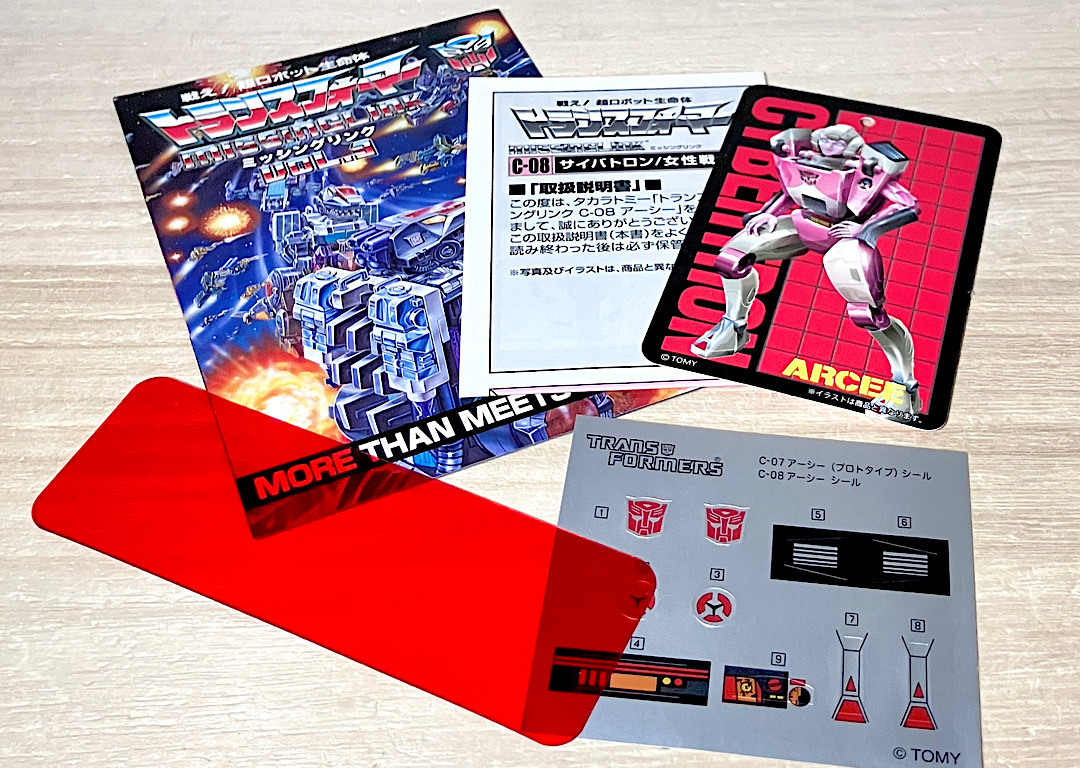 戦え! 超ロボット生命体
トランスフォーマー
MISSING LINK
ミッシングリンク
VOL.
MORE THAN MEETS
戦え! 超ロボット生命体
トランスフォーマー
MISSING LINK
ミッシングリンク
C-08 サイバトロン/女性戦
■「取扱説明書」■
この度は、タカラトミー「トランスフ
ングリンク C-08 アーシー」を
まして、誠にありがとうござい
この取扱説明書(本書)をよく
読み終わった後は必ず保管
※写真及びイラストは、商品と異な
CYBERTRON
© TOMY
ARCEE
※イラストは商品と異なります。
TRANSFORMERS®
C-07 アーシー (プロトタイプ) シール
C-08 アーシー シール
1
5
6
3
7
8
4
9
© TOMY